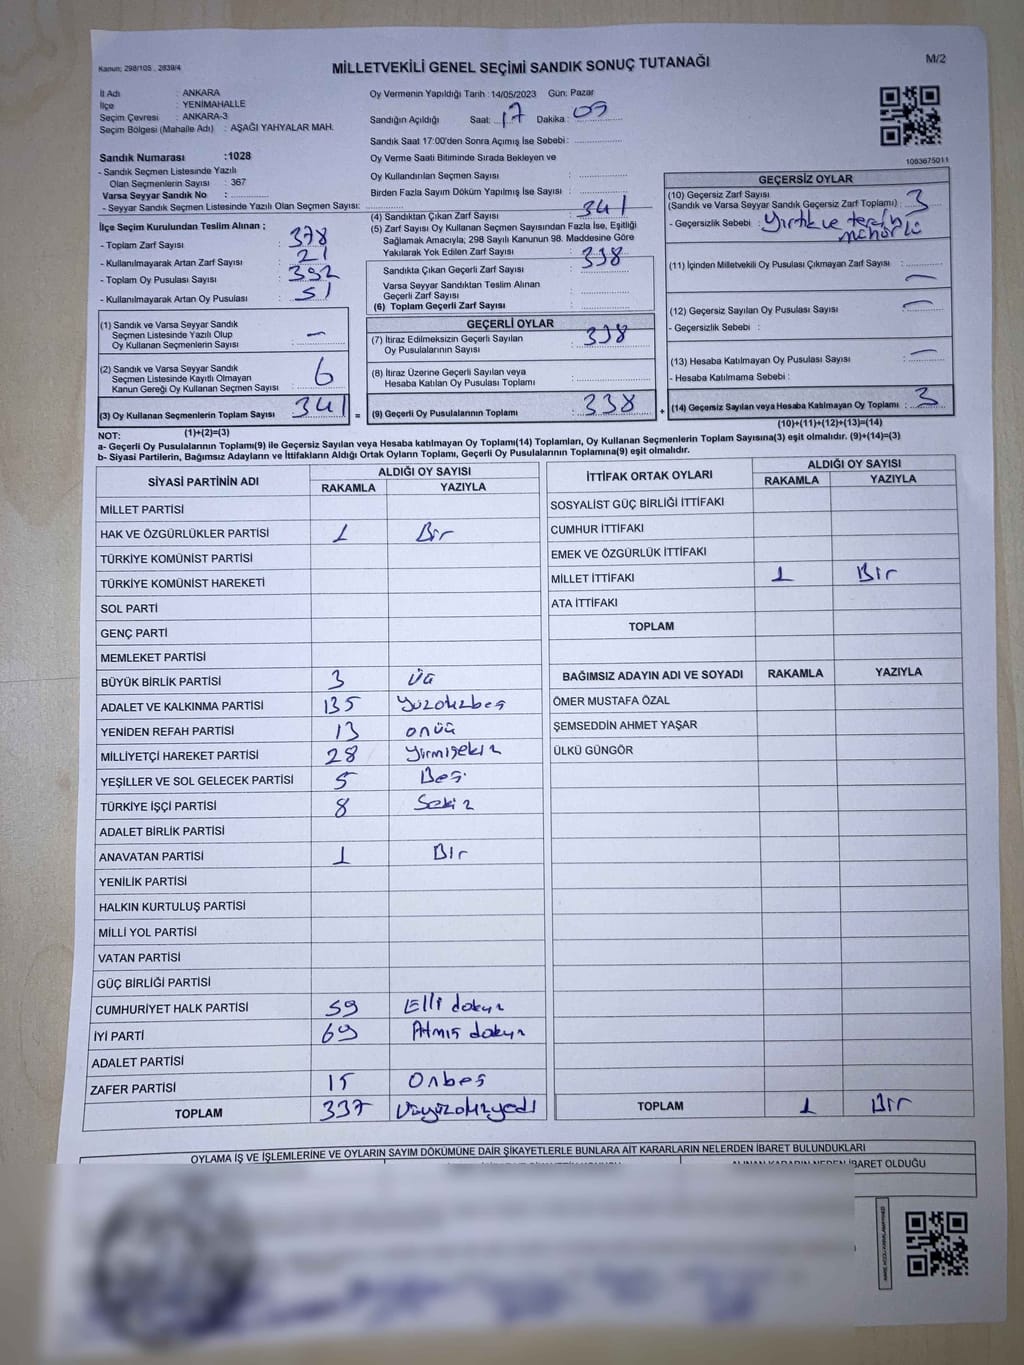 Kanun: 298/105 , 2839/4
MİLLETVEKİLİ GENEL SEÇİMİ SANDIK SONUÇ TUTANAĞI
M/2
İl Adı : ANKARA
İlçe : YENİMAHALLE
Seçim Çevresi : ANKARA-3
Seçim Bölgesi (Mahalle Adı) : AŞAĞI YAHYALAR MAH.
Sandık Numarası :1028
- Sandık Seçmen Listesinde Yazılı
Olan Seçmenlerin Sayısı : 367
Varsa Seyyar Sandık No :
- Seyyar Sandık Seçmen Listesinde Yazılı Olan Seçmen Sayısı:
İlçe Seçim Kurulundan Teslim Alınan ;
- Toplam Zarf Sayısı : 378
- Kullanılmayarak Artan Zarf Sayısı : 21
- Toplam Oy Pusulası Sayısı : 392
- Kullanılmayarak Artan Oy Pusulası : 51
(1) Sandık ve Varsa Seyyar Sandık
Seçmen Listesinde Yazılı Olup
Oy Kullanan Seçmenlerin Sayısı : -
(2) Sandık ve Varsa Seyyar Sandık
Seçmen Listesinde Kayıtlı Olmayan
Kanun Gereği Oy Kullanan Seçmen Sayısı : 6
(3) Oy Kullanan Seçmenlerin Toplam Sayısı : 341
(1)+(2)=(3)
Oy Vermenin Yapıldığı Tarih : 14/05/2023 Gün: Pazar
Sandığın Açıldığı Saat: 17 Dakika: 09
Sandık Saat 17:00'den Sonra Açımış İse Sebebi:
Oy Verme Saati Bitiminde Sırada Bekleyen ve
Oy Kullandırılan Seçmen Sayısı :
Birden Fazla Sayım Döküm Yapılmış İse Sayısı :
(4) Sandıktan Çıkan Zarf Sayısı : 341
(5) Zarf Sayısı Oy Kullanan Seçmen Sayısından Fazla İse, Eşitliği
Sağlamak Amacıyla; 298 Sayılı Kanunun 98. Maddesine Göre
Yakılarak Yok Edilen Zarf Sayısı : 338
Sandıkta Çıkan Geçerli Zarf Sayısı :
Varsa Seyyar Sandıktan Teslim Alınan
Geçerli Zarf Sayısı :
(6) Toplam Geçerli Zarf Sayısı :
GEÇERLİ OYLAR
(7) İtiraz Edilmeksizin Geçerli Sayılan
Oy Pusulalarının Sayısı : 338
(8) İtiraz Üzerine Geçerli Sayılan veya
Hesaba Katılan Oy Pusulası Toplamı :
= (9) Geçerli Oy Pusulalarının Toplamı : 338 +
1083675011
GEÇERSİZ OYLAR
(10) Geçersiz Zarf Sayısı
(Sandık ve Varsa Seyyar Sandık Geçersiz Zarf Toplamı) : 3
- Geçersizlik Sebebi : Yırtık ve tercih mühürlü
(11) İçinden Milletvekili Oy Pusulası Çıkmayan Zarf Sayısı : -
(12) Geçersiz Sayılan Oy Pusulası Sayısı : -
- Geçersizlik Sebebi :
(13) Hesaba Katılmayan Oy Pusulası Sayısı : -
- Hesaba Katılmama Sebebi :
(14) Geçersiz Sayılan veya Hesaba Katılmayan Oy Toplamı : 3
(10)+(11)+(12)+(13)=(14)
NOT:
a- Geçerli Oy Pusulalarının Toplamı(9) ile Geçersiz Sayılan veya Hesaba katılmayan Oy Toplamı(14) Toplamları, Oy Kullanan Seçmenlerin Toplam Sayısına(3) eşit olmalıdır. (9)+(14)=(3)
b- Siyasi Partilerin, Bağımsız Adayların ve İttifakların Aldığı Ortak Oyların Toplamı, Geçerli Oy Pusulalarının Toplamına(9) eşit olmalıdır.
SİYASİ PARTİNİN ADI ALDIĞI OY SAYISI
RAKAMLA YAZIYLA
MİLLET PARTİSİ
HAK VE ÖZGÜRLÜKLER PARTİSİ 1 Bir
TÜRKİYE KOMÜNİST PARTİSİ
TÜRKİYE KOMÜNİST HAREKETİ
SOL PARTİ
GENÇ PARTİ
MEMLEKET PARTİSİ
BÜYÜK BİRLİK PARTİSİ 3 Üç
ADALET VE KALKINMA PARTİSİ 135 Yüzotuzbeş
YENİDEN REFAH PARTİSİ 13 onüç
MİLLİYETÇİ HAREKET PARTİSİ 28 Yirmisekiz
YEŞİLLER VE SOL GELECEK PARTİSİ 5 Beş
TÜRKİYE İŞÇİ PARTİSİ 8 Sekiz
ADALET BİRLİK PARTİSİ
ANAVATAN PARTİSİ 1 BIr
YENİLİK PARTİSİ
HALKIN KURTULUŞ PARTİSİ
MİLLİ YOL PARTİSİ
VATAN PARTİSİ
GÜÇ BİRLİĞİ PARTİSİ
CUMHURİYET HALK PARTİSİ 59 Elli dokuz
İYİ PARTİ 69 Atmış dokuz
ADALET PARTİSİ
ZAFER PARTİSİ 15 Onbeş
TOPLAM 337 Üçyüzotuzyedi
İTTİFAK ORTAK OYLARI ALDIĞI OY SAYISI
RAKAMLA YAZIYLA
SOSYALİST GÜÇ BİRLİĞİ İTTİFAKI
CUMHUR İTTİFAKI
EMEK VE ÖZGÜRLÜK İTTİFAKI
MİLLET İTTİFAKI 1 BIr
ATA İTTİFAKI
TOPLAM
BAĞIMSIZ ADAYIN ADI VE SOYADI RAKAMLA YAZIYLA
ÖMER MUSTAFA ÖZAL
ŞEMSEDDİN AHMET YAŞAR
ÜLKÜ GÜNGÖR
TOPLAM 1 BIr
OYLAMA İŞ VE İŞLEMLERİNE VE OYLARIN SAYIM DÖKÜMÜNE DAİR ŞİKAYETLERLE BUNLARA AİT KARARLARIN NELERDEN İBARET BULUNDUKLARI
ALINAN KARARIN NEDEN İBARET OLDUĞU